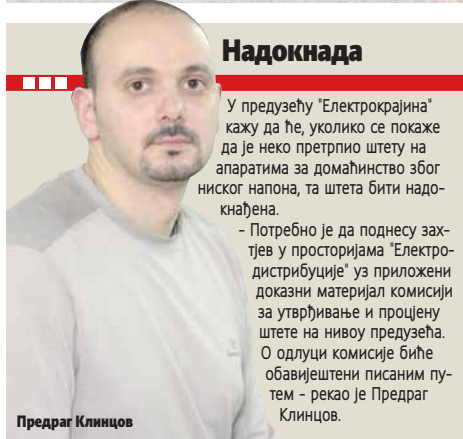 Надокнада
У предузећу "Електрокрајина"
кажу да ће, уколико се покаже
да је неко претрпио штету на
апаратима за домаћинство због
ниског напона, та штета бити надо-
кнађена.
- Потребно је да поднесу зах-
тјев у просторијама "Електро-
дистрибуције" уз приложени
доказни материјал комисији
за утврђивање и процјену
штете на нивоу предузећа.
О одлуци комисије биће
обавијештени писаним пу-
тем - рекао је Предраг
Клинцов.
Предраг Клинцов